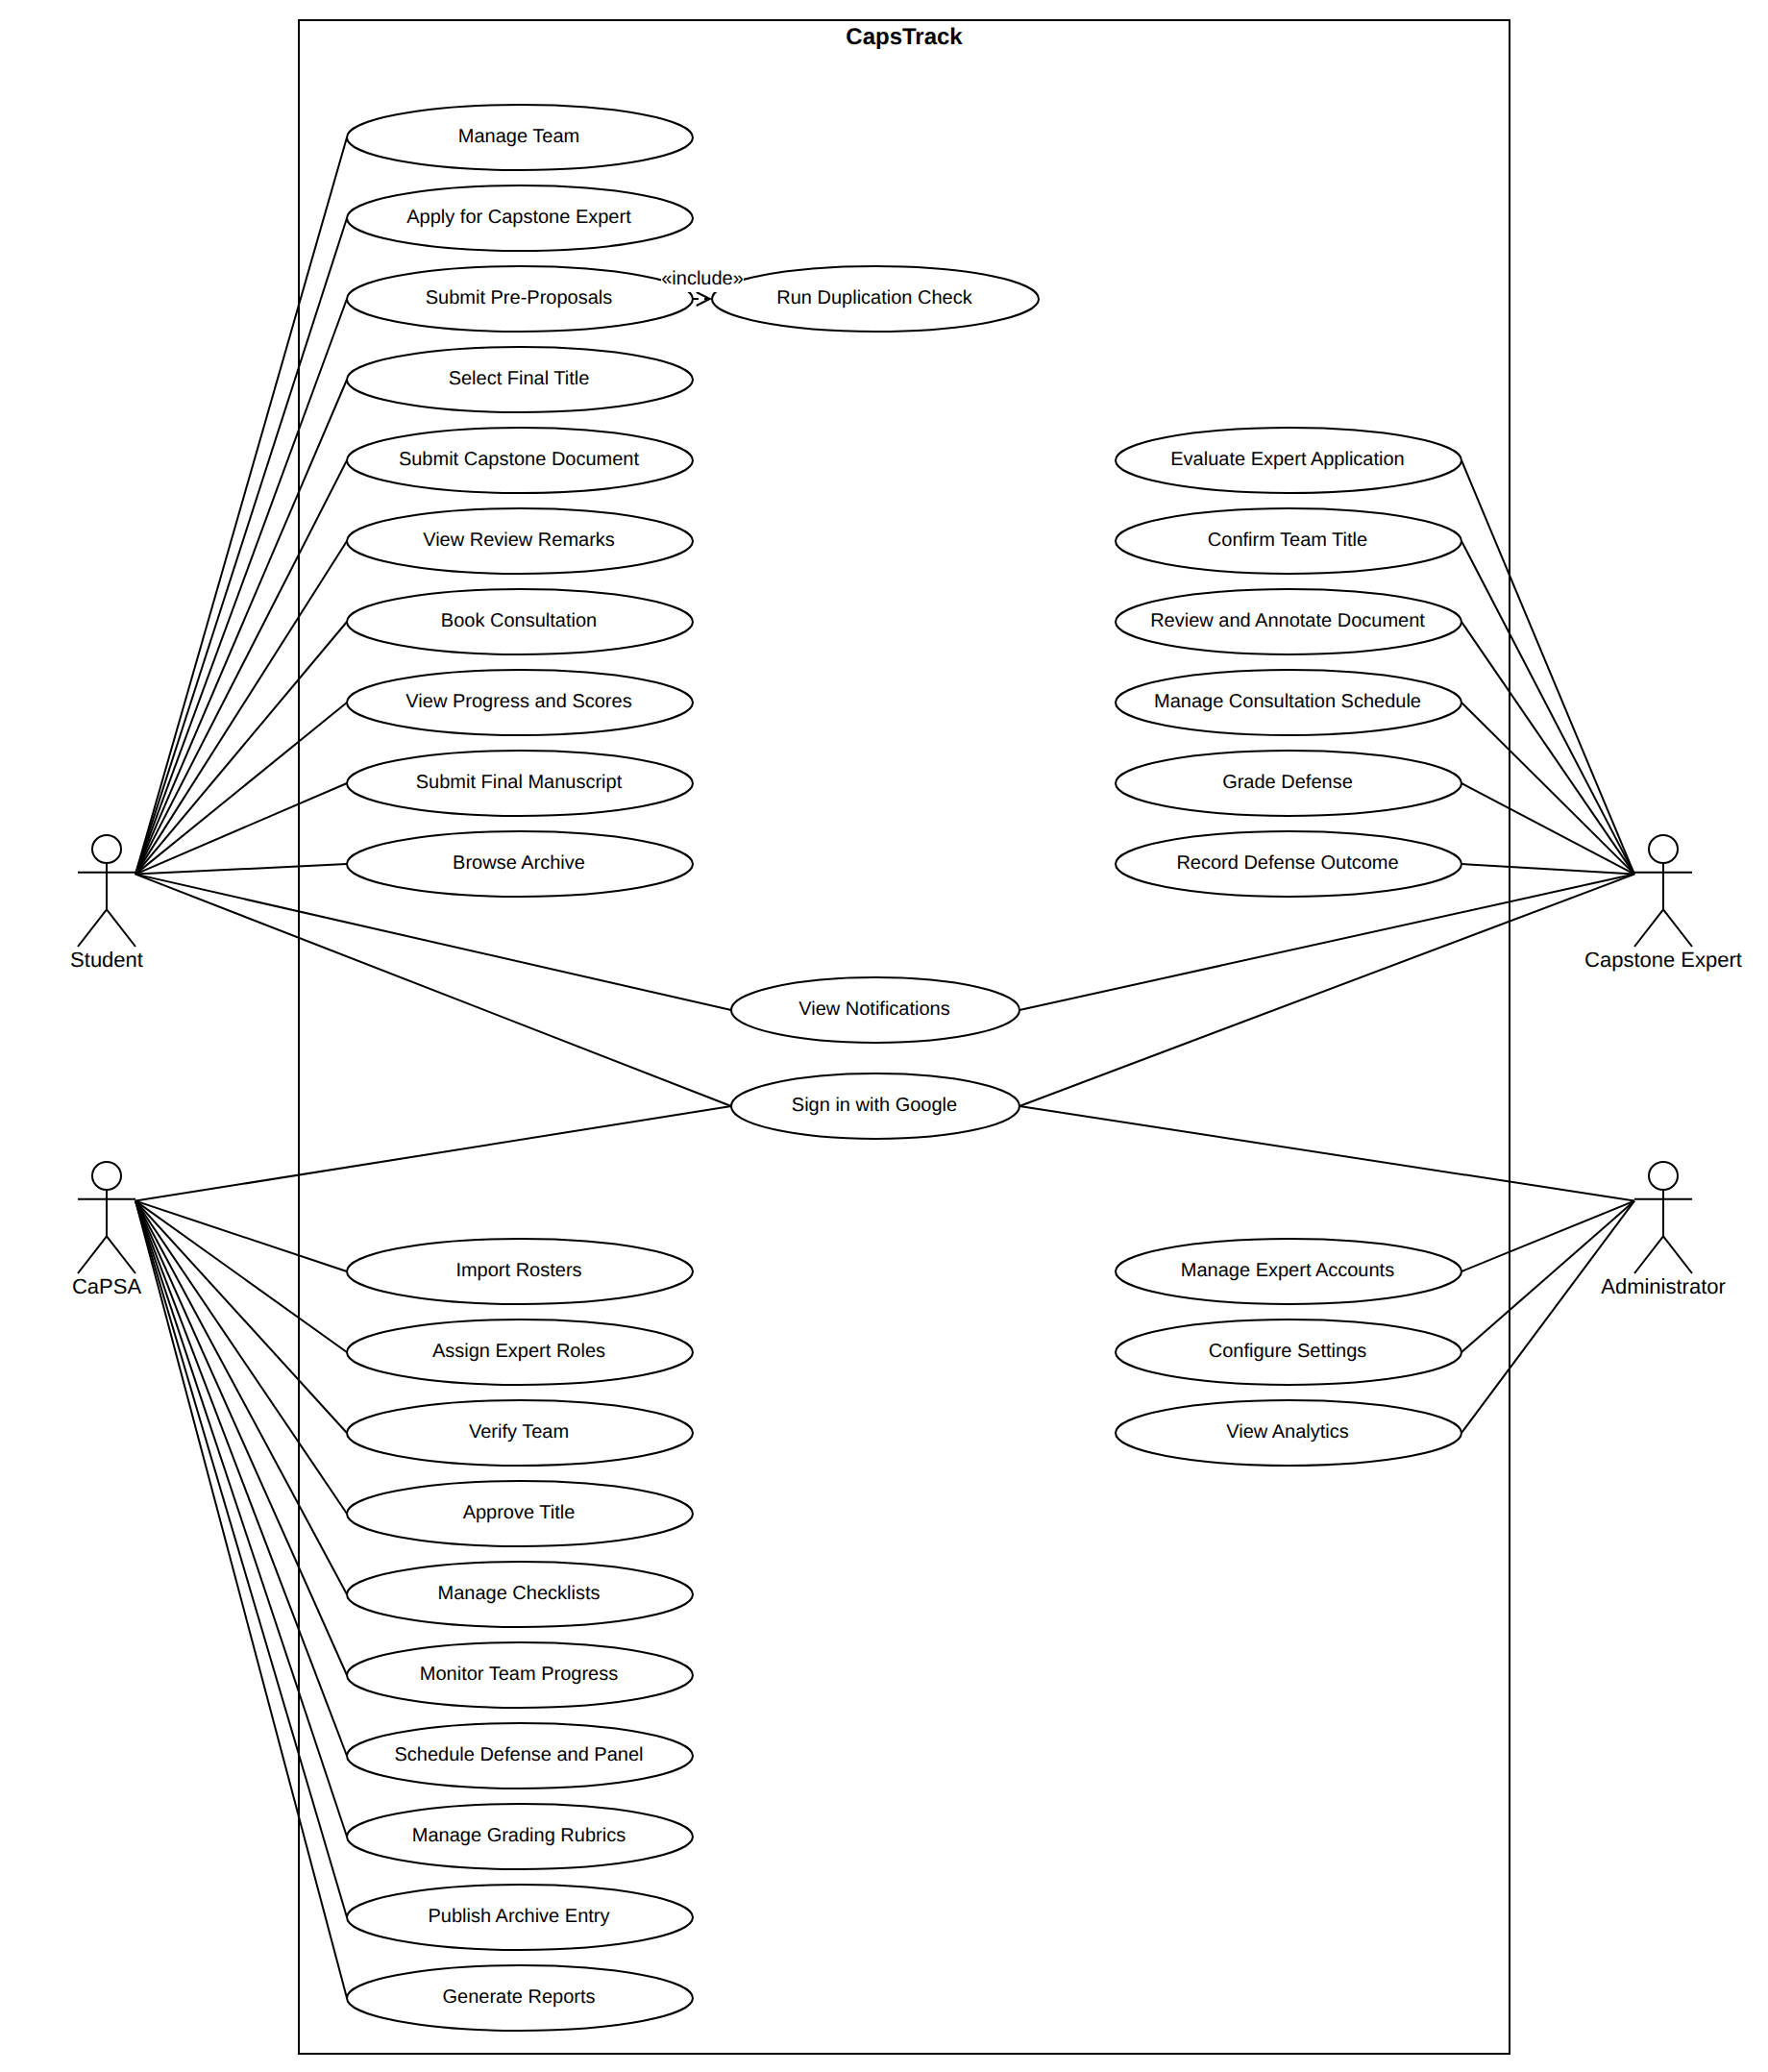 CapsTrack
Manage Team
Apply for Capstone Expert
«include»
Submit Pre-Proposals
Run Duplication Check
Select Final Title
Submit Capstone Document
Evaluate Expert Application
View Review Remarks
Confirm Team Title
Book Consultation
Review and Annotate Document
View Progress and Scores
Manage Consultation Schedule
Submit Final Manuscript
Grade Defense
Browse Archive
Record Defense Outcome
Student
Capstone Expert
View Notifications
Sign in with Google
CaPSA
Administrator
Import Rosters
Manage Expert Accounts
Assign Expert Roles
Configure Settings
Verify Team
View Analytics
Approve Title
Manage Checklists
Monitor Team Progress
Schedule Defense and Panel
Manage Grading Rubrics
Publish Archive Entry
Generate Reports